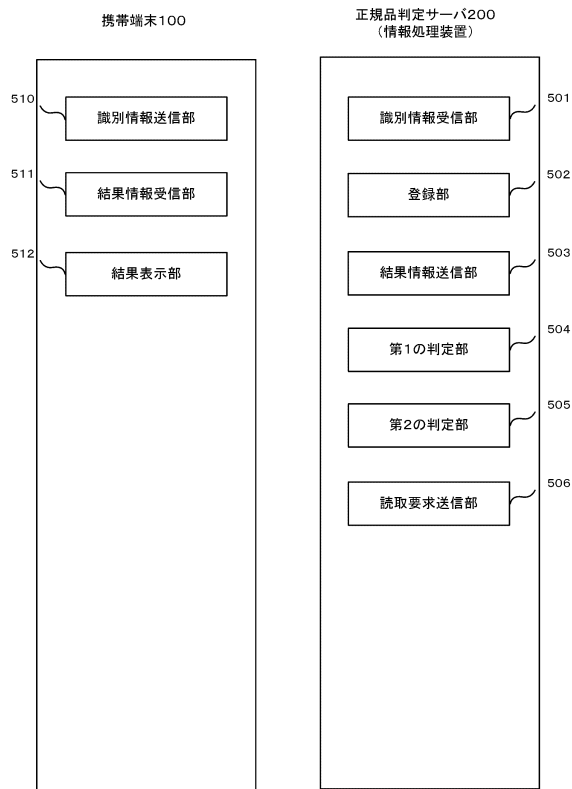 携帯端末100
510
識別情報送信部
511
結果情報受信部
512
結果表示部
正規品判定サーバ200
(情報処理装置)
501
識別情報受信部
502
登録部
503
結果情報送信部
504
第1の判定部
505
第2の判定部
506
読取要求送信部